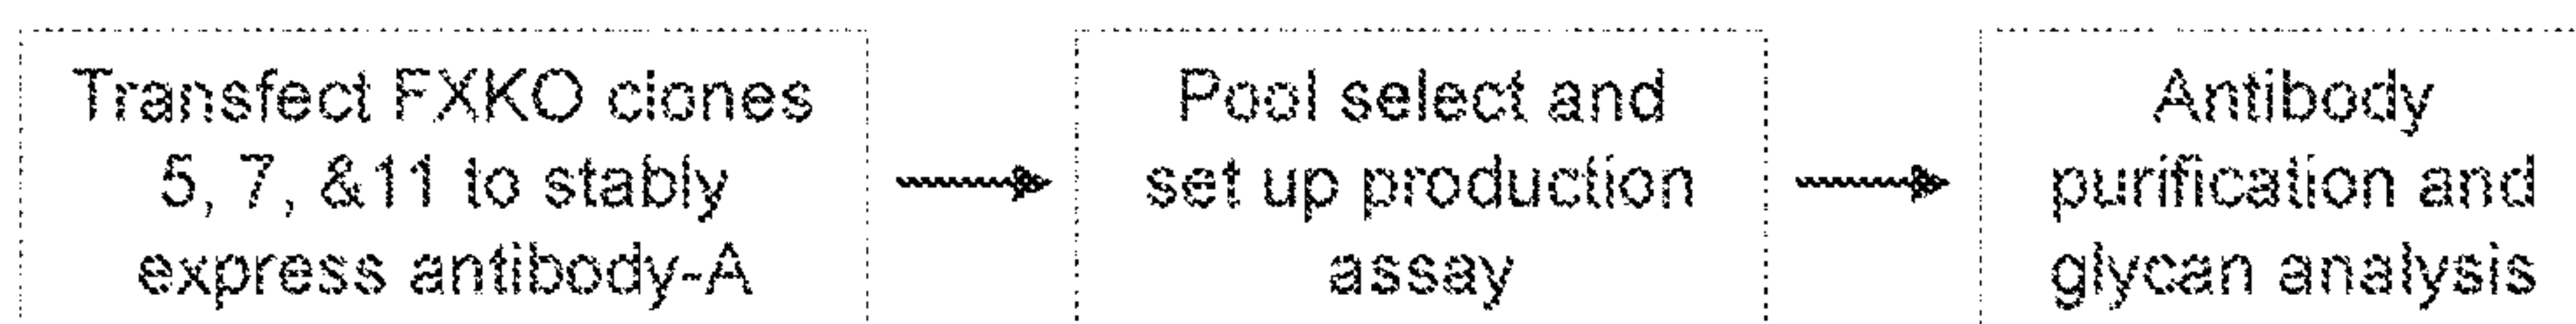 Transfect FXKO clones
5, 7, &11 to stably
express antibody-A
Pool select and
set up production
assay
Antibody
purification and
glycan analysis